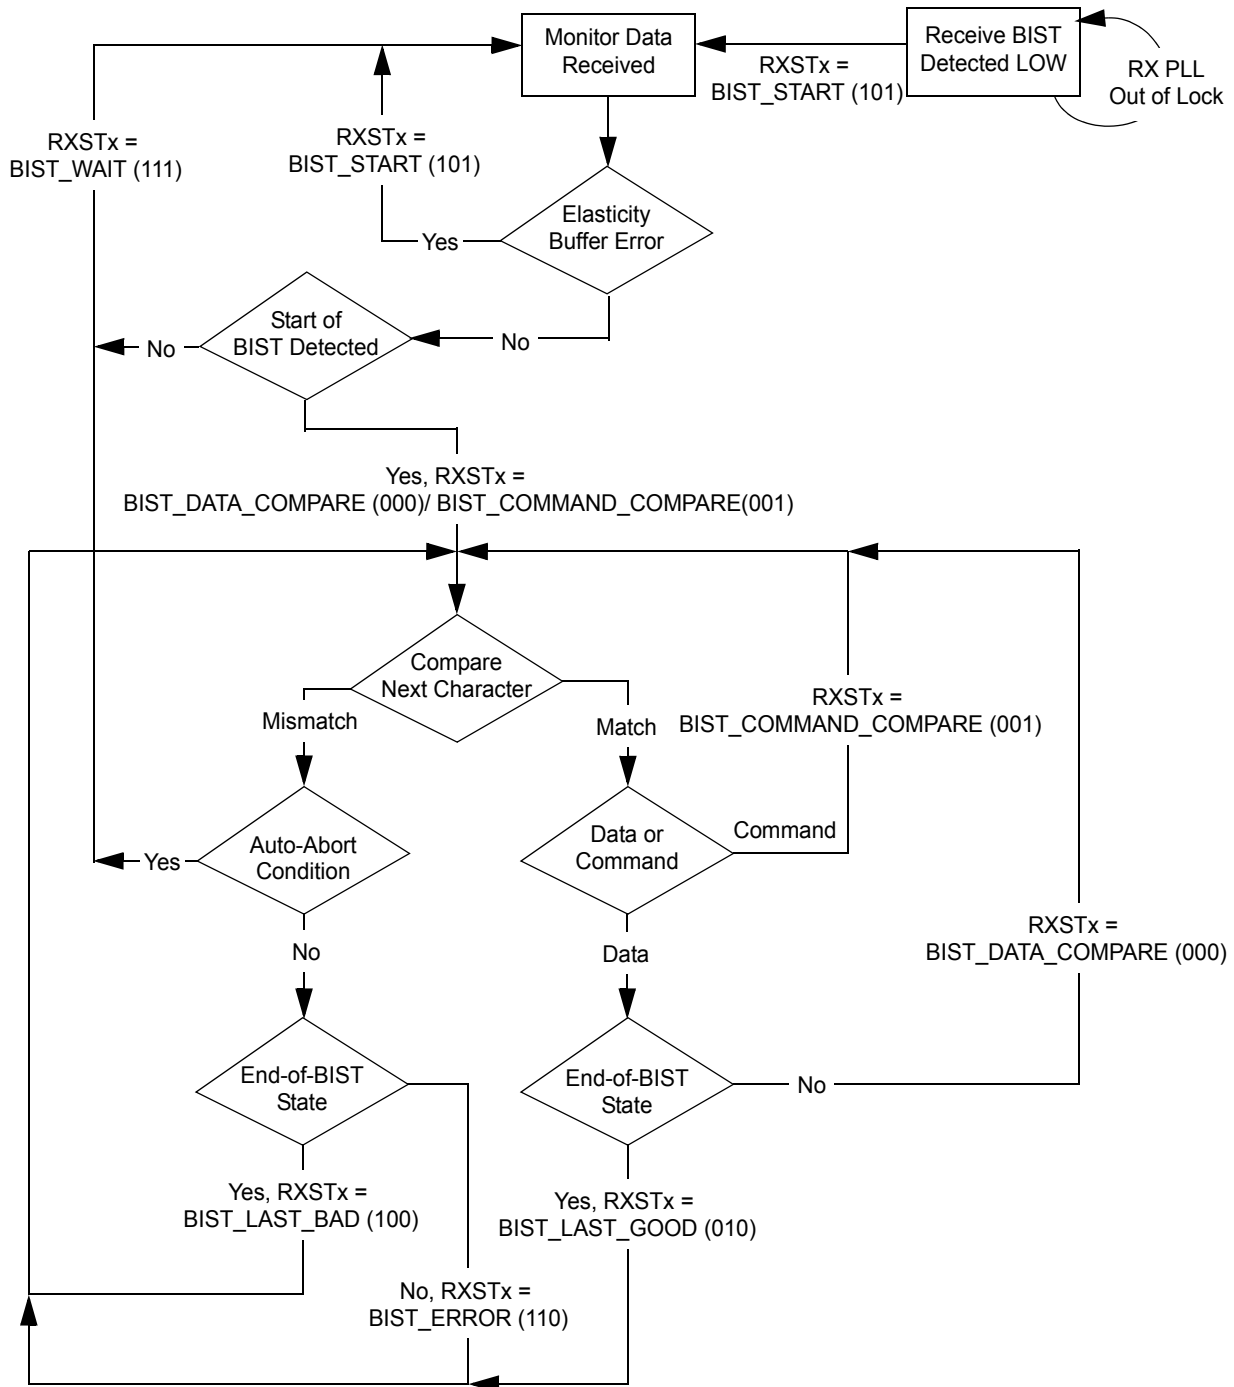 Monitor Data
Received
Receive BIST
Detected LOW
RX PLL
Out of Lock
RXSTx =
BIST_START (101)
RXSTx =
BIST_WAIT (111)
RXSTx =
BIST_START (101)
Elasticity
Buffer Error
Yes
Start of
BIST Detected
No
No
Yes, RXSTx =
BIST_DATA_COMPARE (000)/ BIST_COMMAND_COMPARE(001)
Compare
Next Character
Mismatch
Match
RXSTx =
BIST_COMMAND_COMPARE (001)
Auto-Abort
Condition
Yes
Data or
Command
Command
No
Data
RXSTx =
BIST_DATA_COMPARE (000)
End-of-BIST
State
End-of-BIST
State
No
Yes, RXSTx =
BIST_LAST_BAD (100)
Yes, RXSTx =
BIST_LAST_GOOD (010)
No, RXSTx =
BIST_ERROR (110)